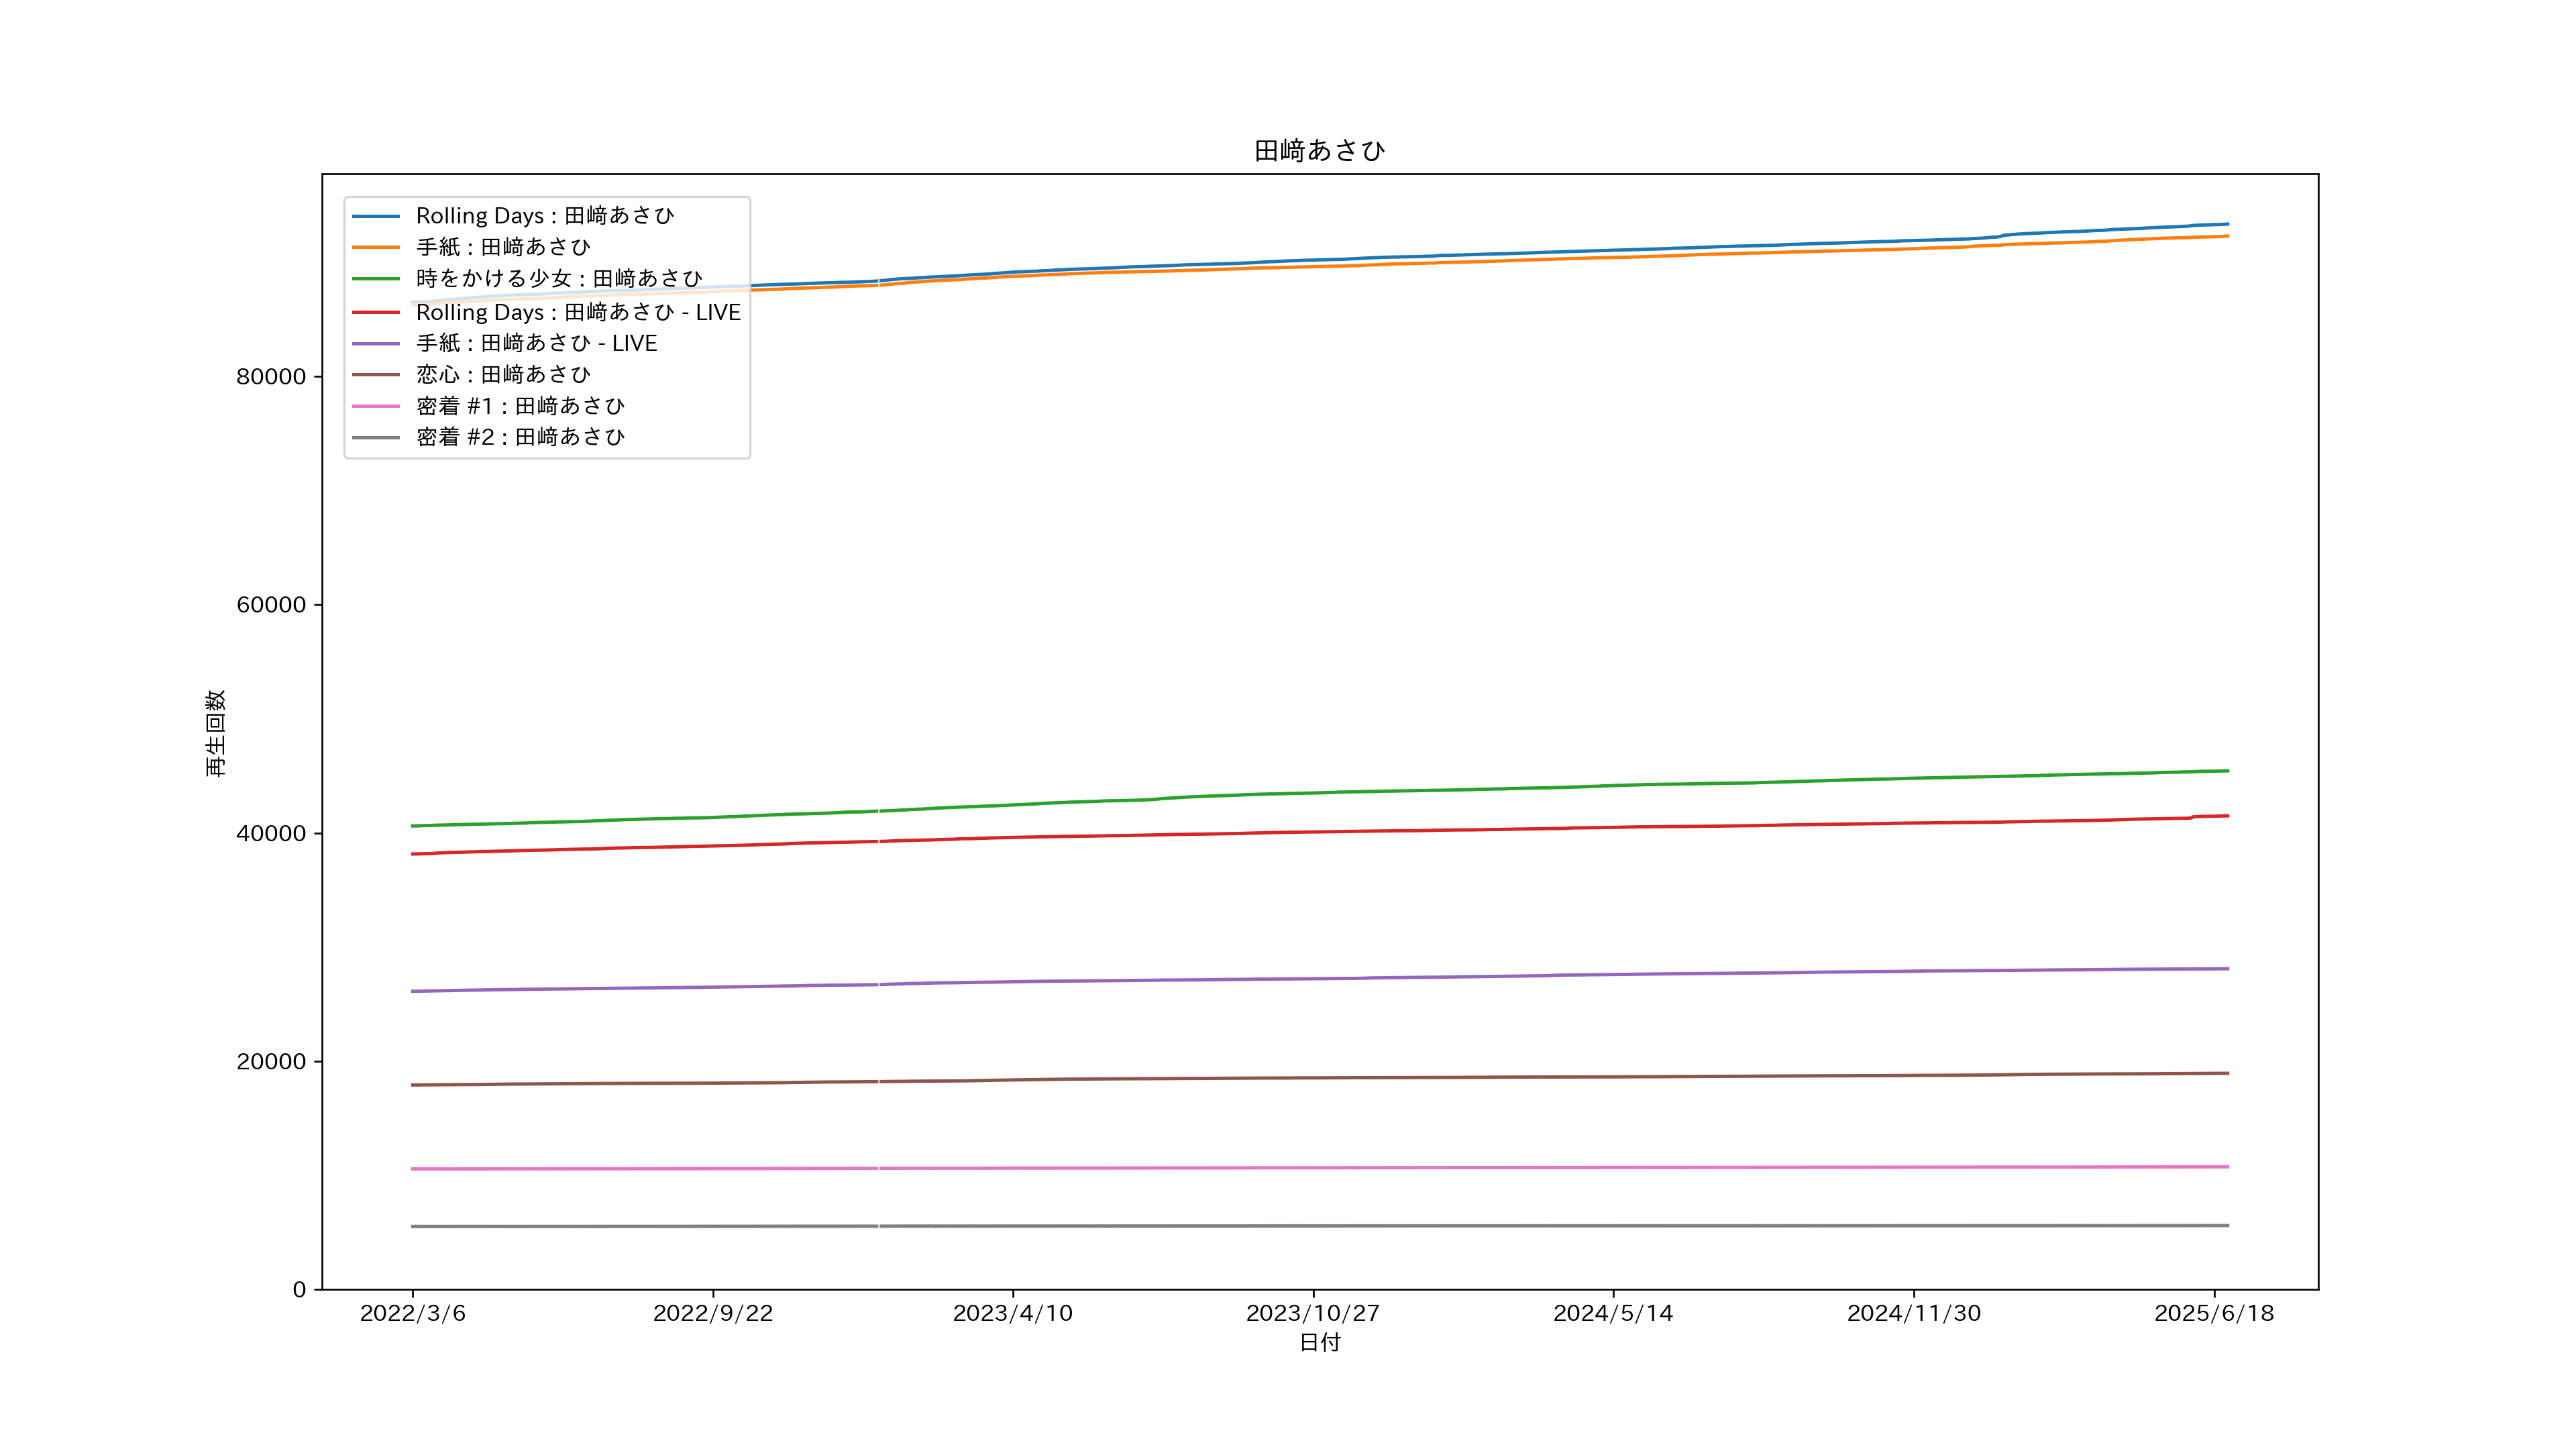 田﨑あさひ
Rolling Days : 田﨑あさひ
手紙 : 田﨑あさひ
時をかける少女 : 田﨑あさひ
Rolling Days : 田﨑あさひ - LIVE
手紙 : 田﨑あさひ - LIVE
恋心 : 田﨑あさひ
密着 #1 : 田﨑あさひ
密着 #2 : 田﨑あさひ
再生回数
80000
60000
40000
20000
0
2022/3/6 2022/9/22 2023/4/10 2023/10/27 2024/5/14 2024/11/30 2025/6/18
日付